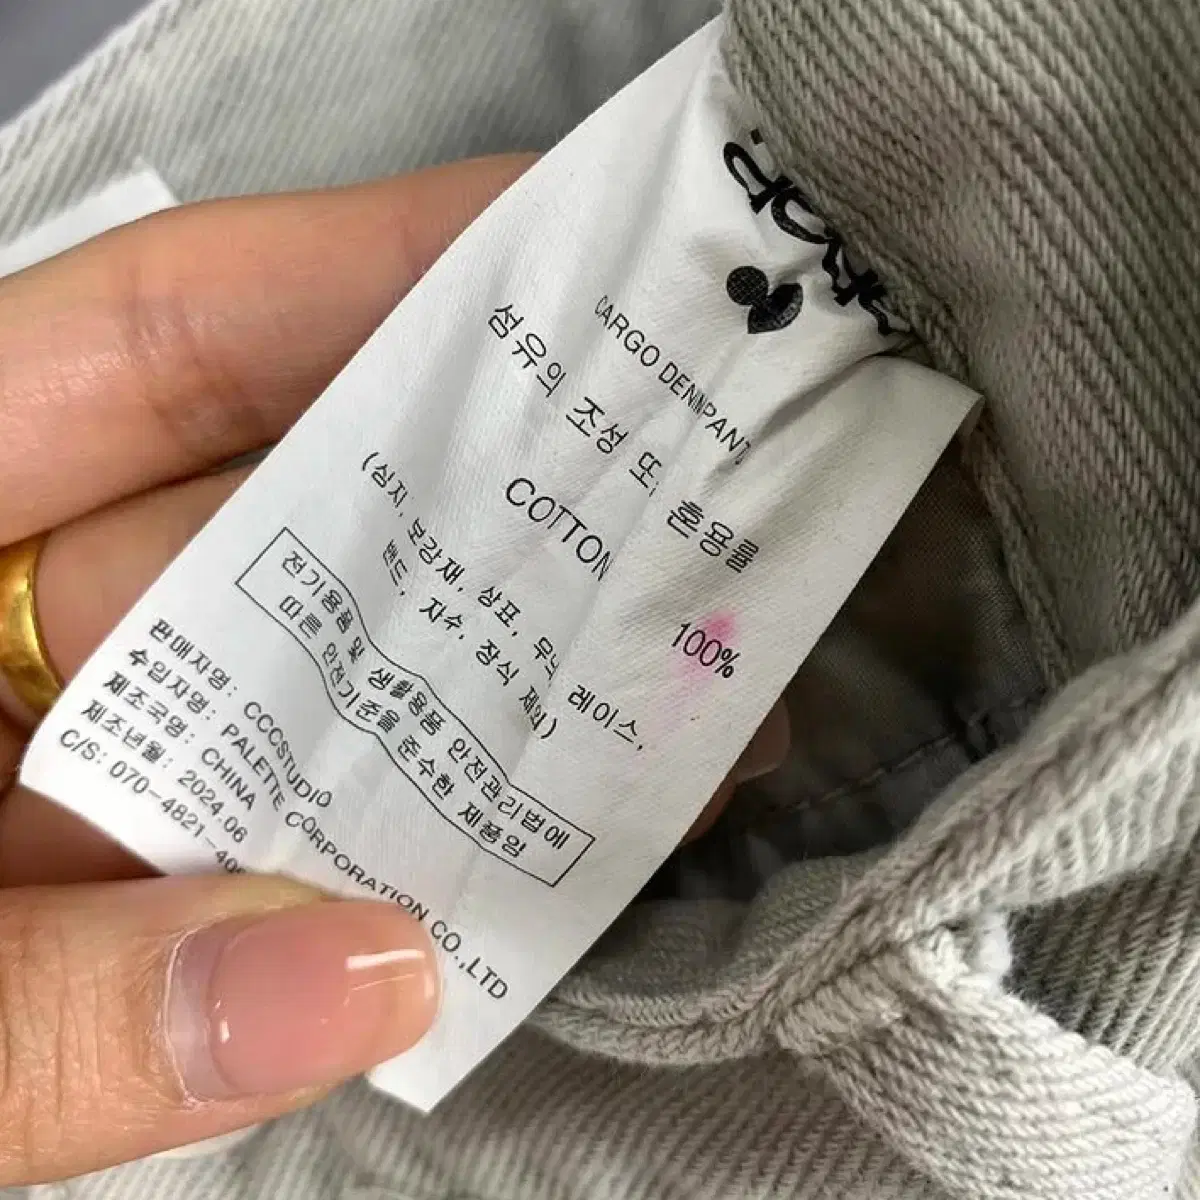 CARGO DENIMPANT
섬유의 조성 또 혼용률
COTTON 100%
(심지, 보강재, 상표, 무늬 레이스,
밴드, 자수, 장식 제외)
전기용품 및 생활용품 안전관리법에
따른 안전기준을 준수한 제품임
판매자명: CCCSTUDIO
수입자명: PALETTE CORPORATION CO.,LTD
제조국명: CHINA
제조년월: 2024.06
C/S: 070-4821-